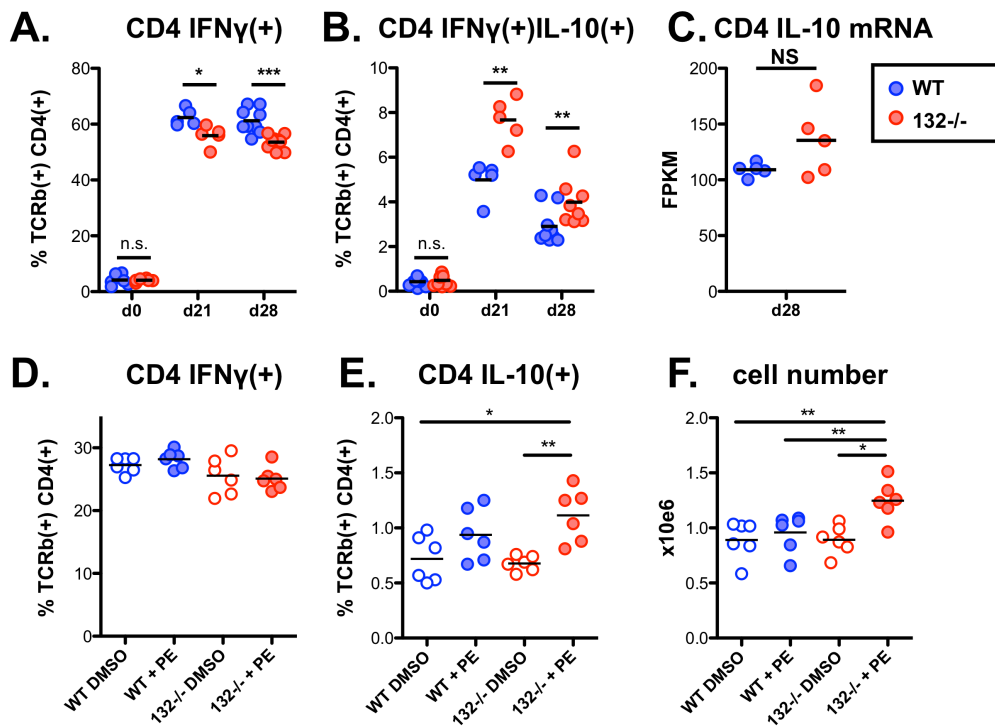 A. CD4 IFNγ(+)
% TCRb(+) CD4(+)
80
60
40
20
0
*
***
n.s.
d0 d21 d28
B. CD4 IFNγ(+)IL-10(+)
% TCRb(+) CD4(+)
10
8
6
4
2
0
**
**
n.s.
d0 d21 d28
C. CD4 IL-10 mRNA
FPKM
200
150
100
50
0
NS
d28
WT
132-/-
D. CD4 IFNγ(+)
% TCRb(+) CD4(+)
30
20
10
0
WT DMSO
WT + PE
132-/- DMSO
132-/- + PE
E. CD4 IL-10(+)
% TCRb(+) CD4(+)
2.0
1.5
1.0
0.5
0.0
*
**
WT DMSO
WT + PE
132-/- DMSO
132-/- + PE
F. cell number
x10e6
2.0
1.5
1.0
0.5
0.0
**
**
*
WT DMSO
WT + PE
132-/- DMSO
132-/- + PE